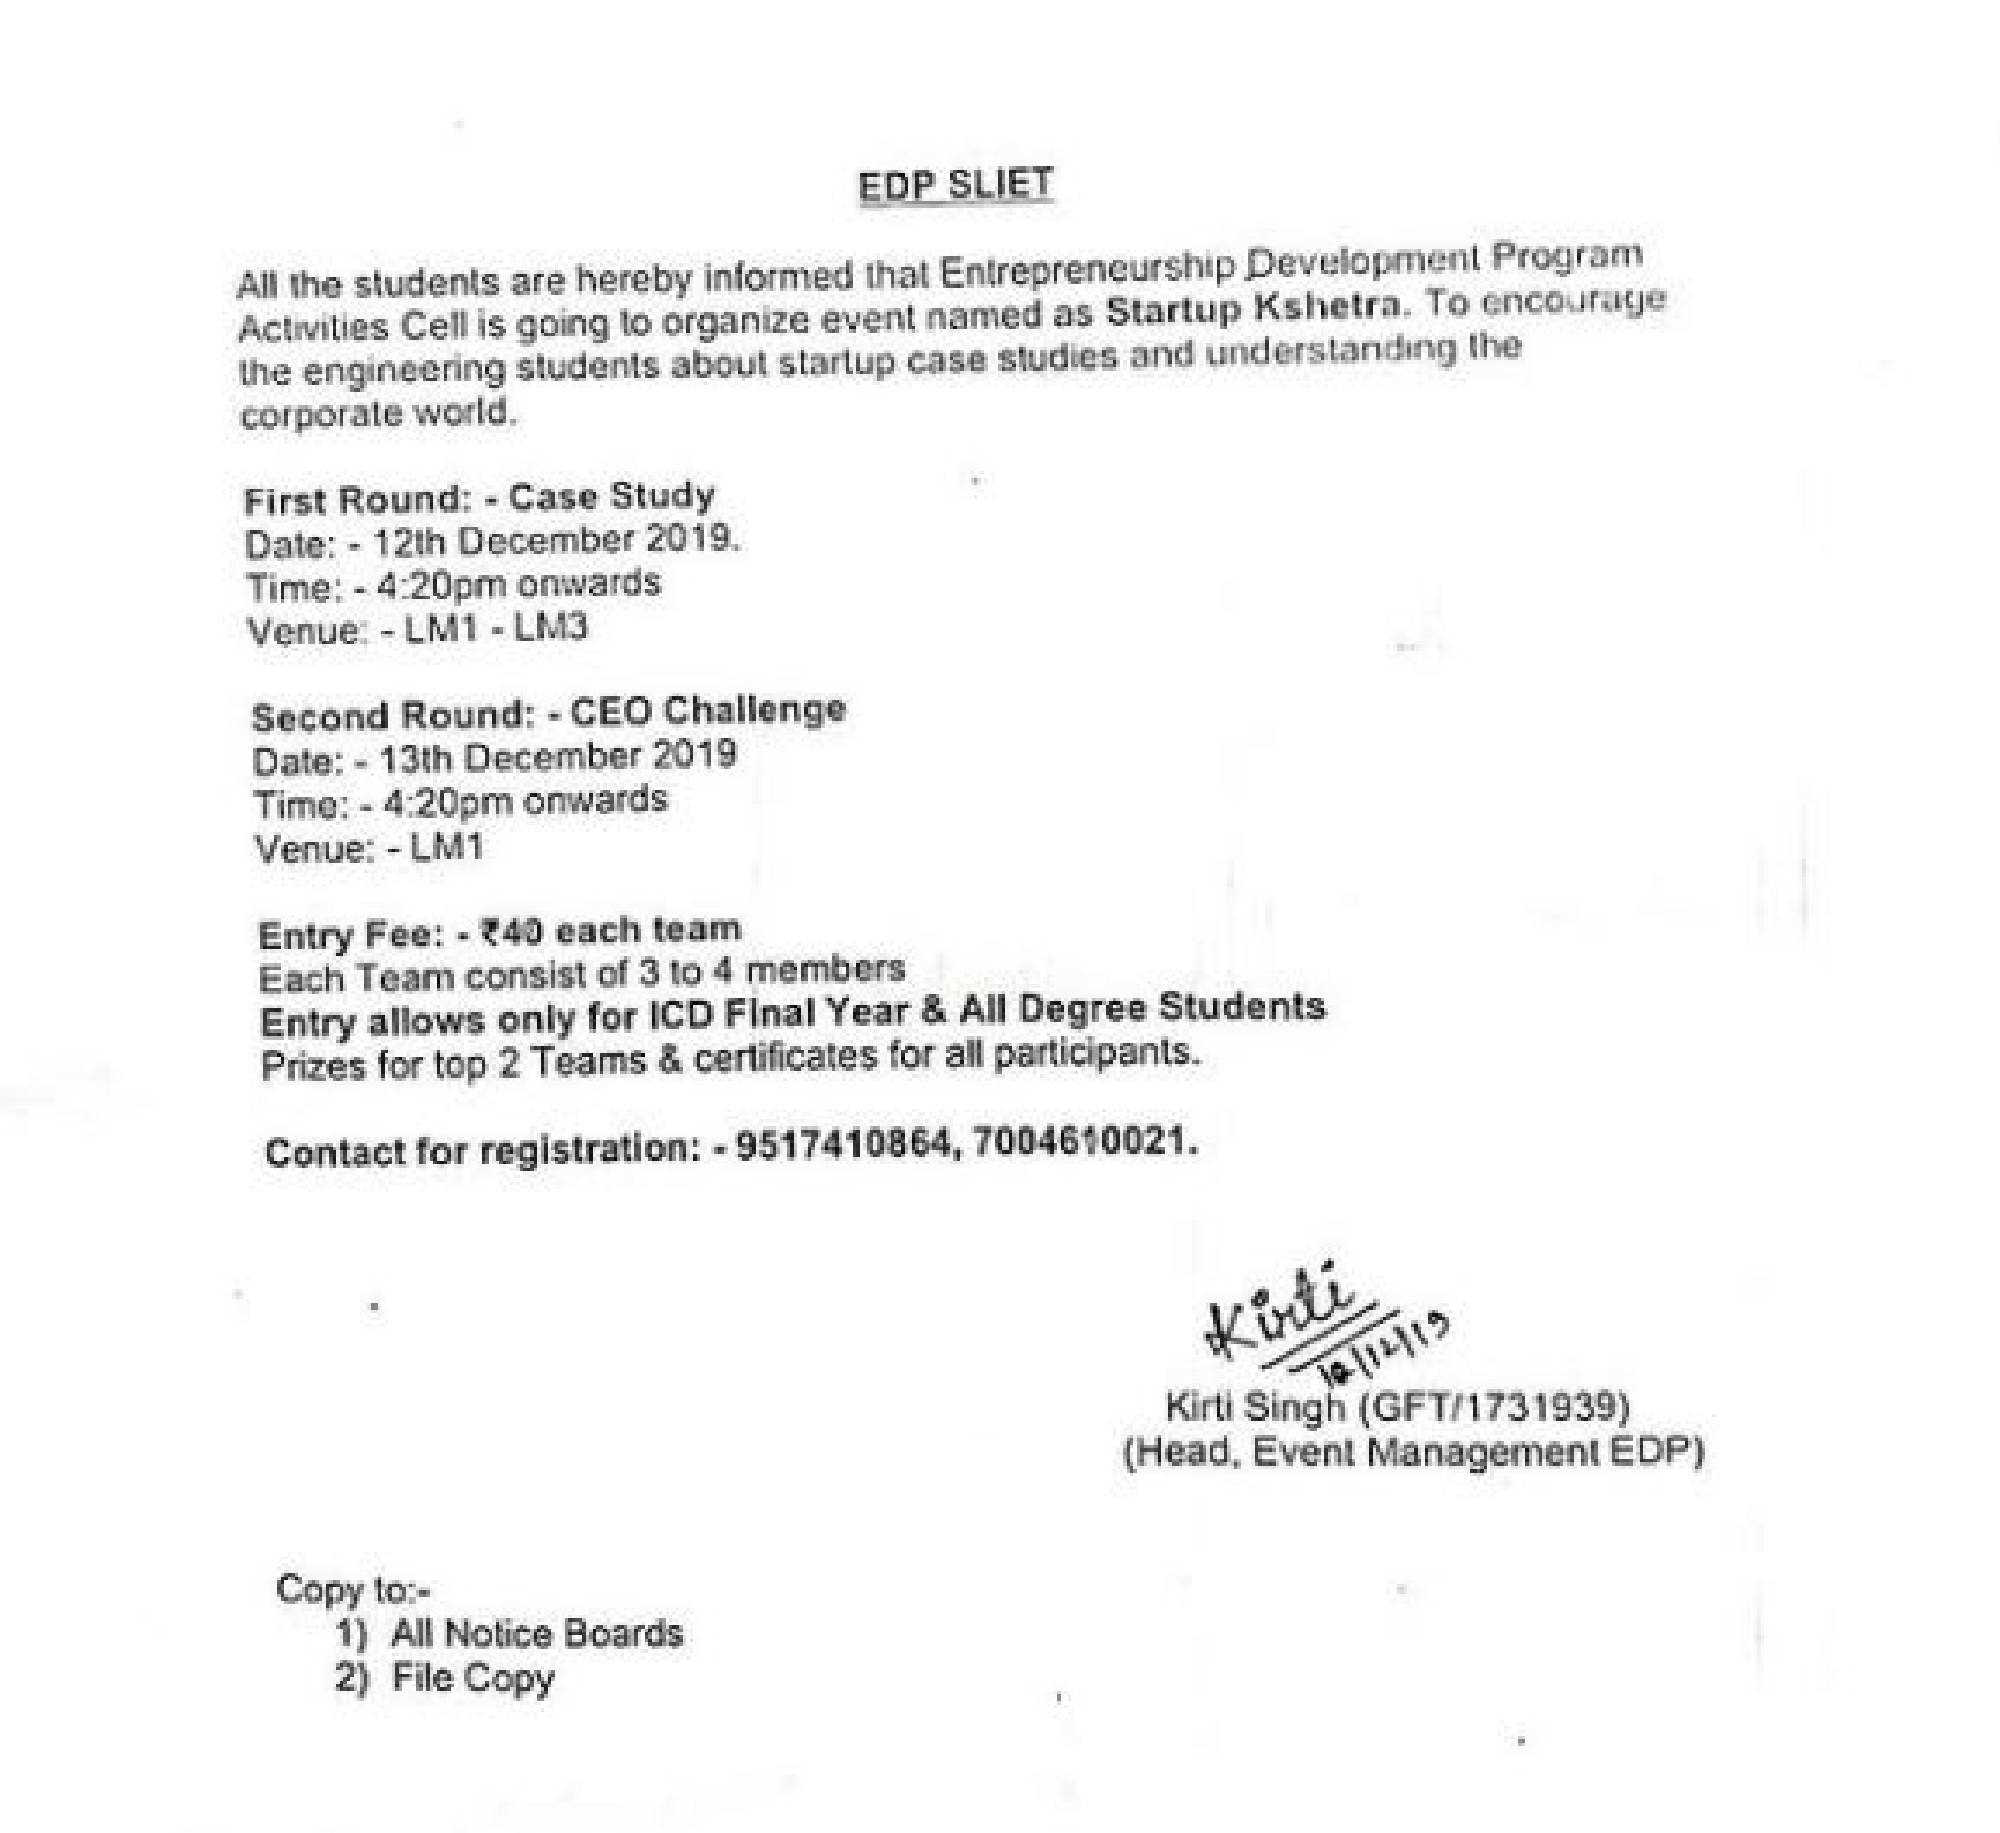 EDP SLIET
All the students are hereby informed that Entrepreneurship Development Program
Activities Cell is going to organize event named as Startup Kshetra. To encourage
the engineering students about startup case studies and understanding the
corporate world.
First Round: - Case Study
Date: - 12th December 2019.
Time: - 4:20pm onwards
Venue: - LM1 - LM3
Second Round: - CEO Challenge
Date: - 13th December 2019
Time: - 4:20pm onwards
Venue: - LM1
Entry Fee: - ₹40 each team
Each Team consist of 3 to 4 members
Entry allows only for ICD Final Year & All Degree Students
Prizes for top 2 Teams & certificates for all participants.
Contact for registration: - 9517410864, 7004610021.
Kirti
Kirti Singh (GFT/1731939)
(Head, Event Management EDP)
Copy to:-
1) All Notice Boards
2) File Copy